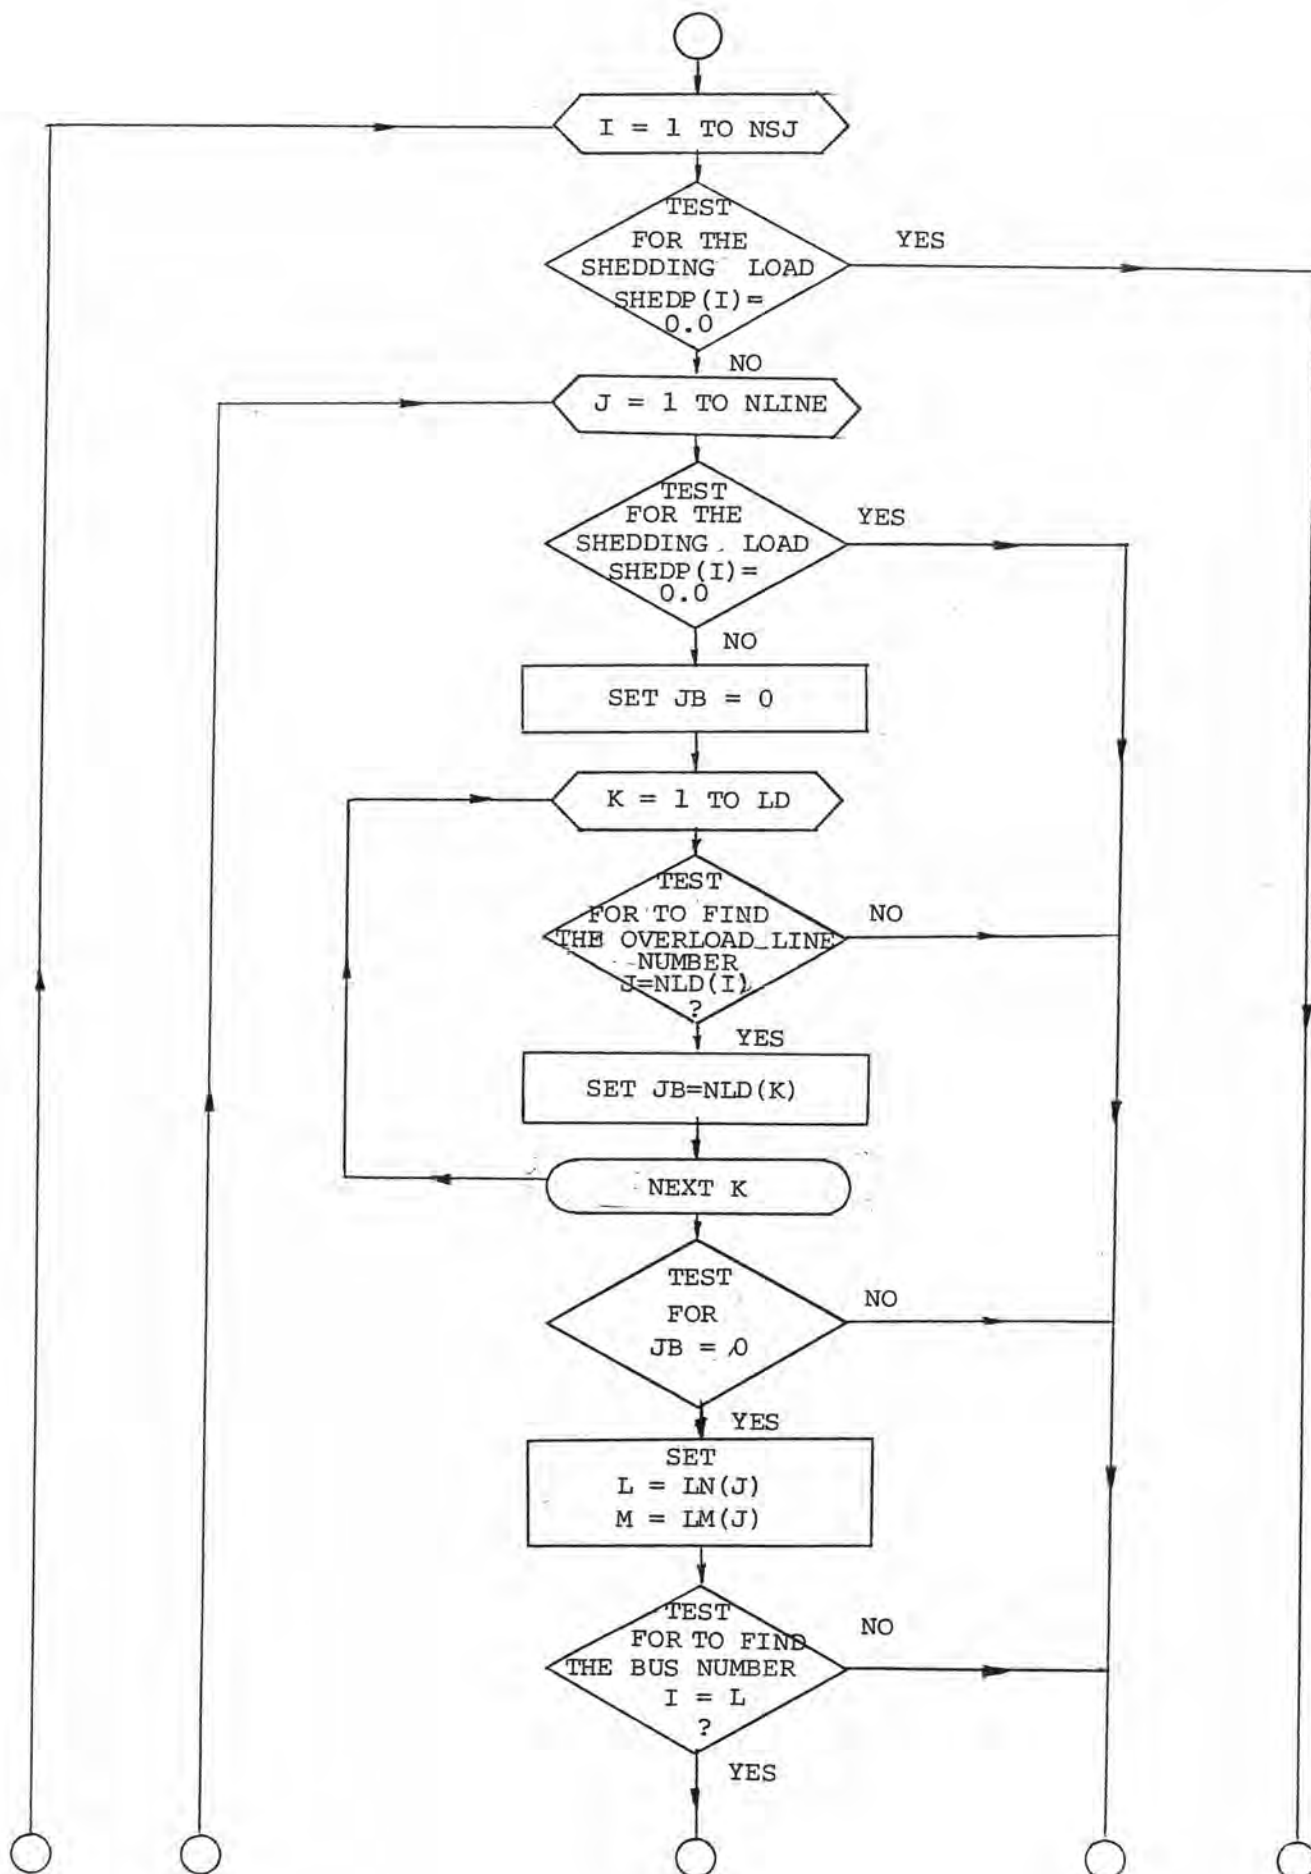 I = 1 TO NSJ
TEST
FOR THE
SHEDDING LOAD
SHEDP(I)=
0.0
YES
NO
J = 1 TO NLINE
TEST
FOR THE
SHEDDING LOAD
SHEDP(I)=
0.0
YES
NO
SET JB = 0
K = 1 TO LD
TEST
FOR TO FIND
THE OVERLOAD LINE
NUMBER
J=NLD(I)
?
NO
YES
SET JB=NLD(K)
NEXT K
TEST
FOR
JB = 0
NO
YES
SET
L = LN(J)
M = LM(J)
TEST
FOR TO FIND
THE BUS NUMBER
I = L
?
NO
YES